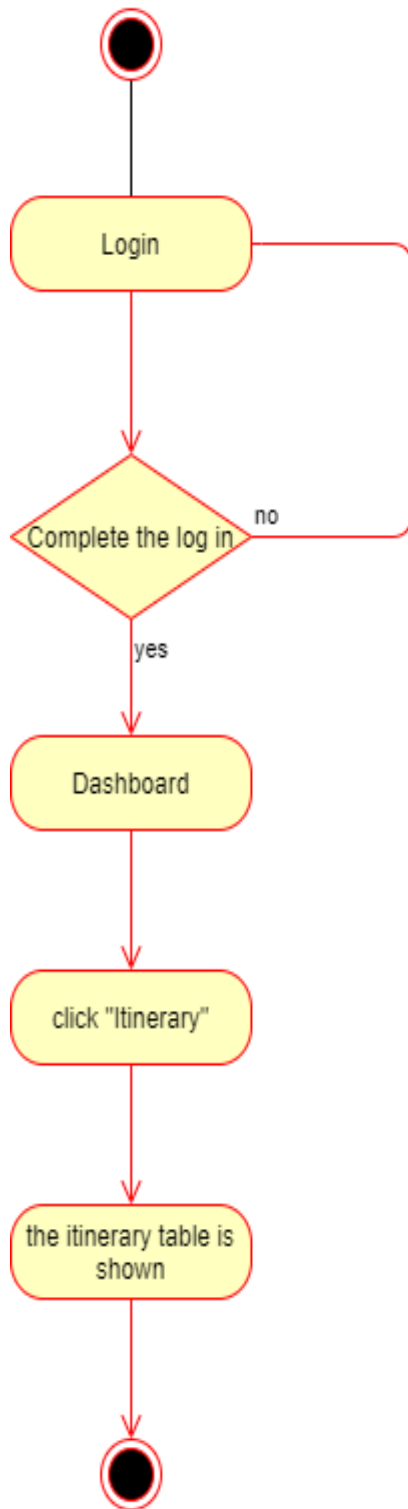 Login
no
Complete the log in
yes
Dashboard
click "Itinerary"
the itinerary table is
shown